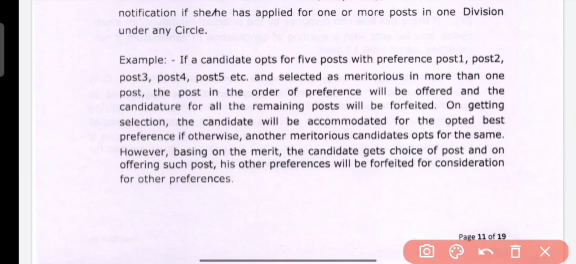 notification if she/he has applied for one or more posts in one Division
under any Circle.
Example: - If a candidate opts for five posts with preference post1, post2,
post3, post4, post5 etc. and selected as meritorious in more than one
post, the post in the order of preference will be offered and the
candidature for all the remaining posts will be forfeited. On getting
selection, the candidate will be accommodated for the opted best
preference if otherwise, another meritorious candidates opts for the same.
However, basing on the merit, the candidate gets choice of post and on
offering such post, his other preferences will be forfeited for consideration
for other preferences.
Page 11 of 19